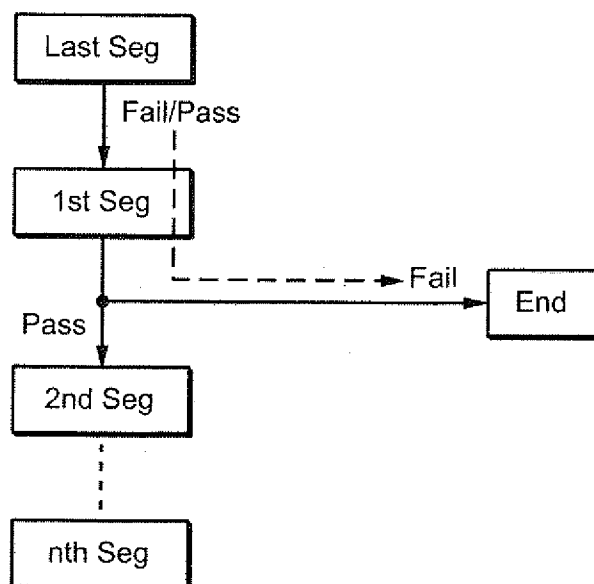 Last Seg
Fail/Pass
1st Seg
Fail
End
Pass
2nd Seg
nth Seg